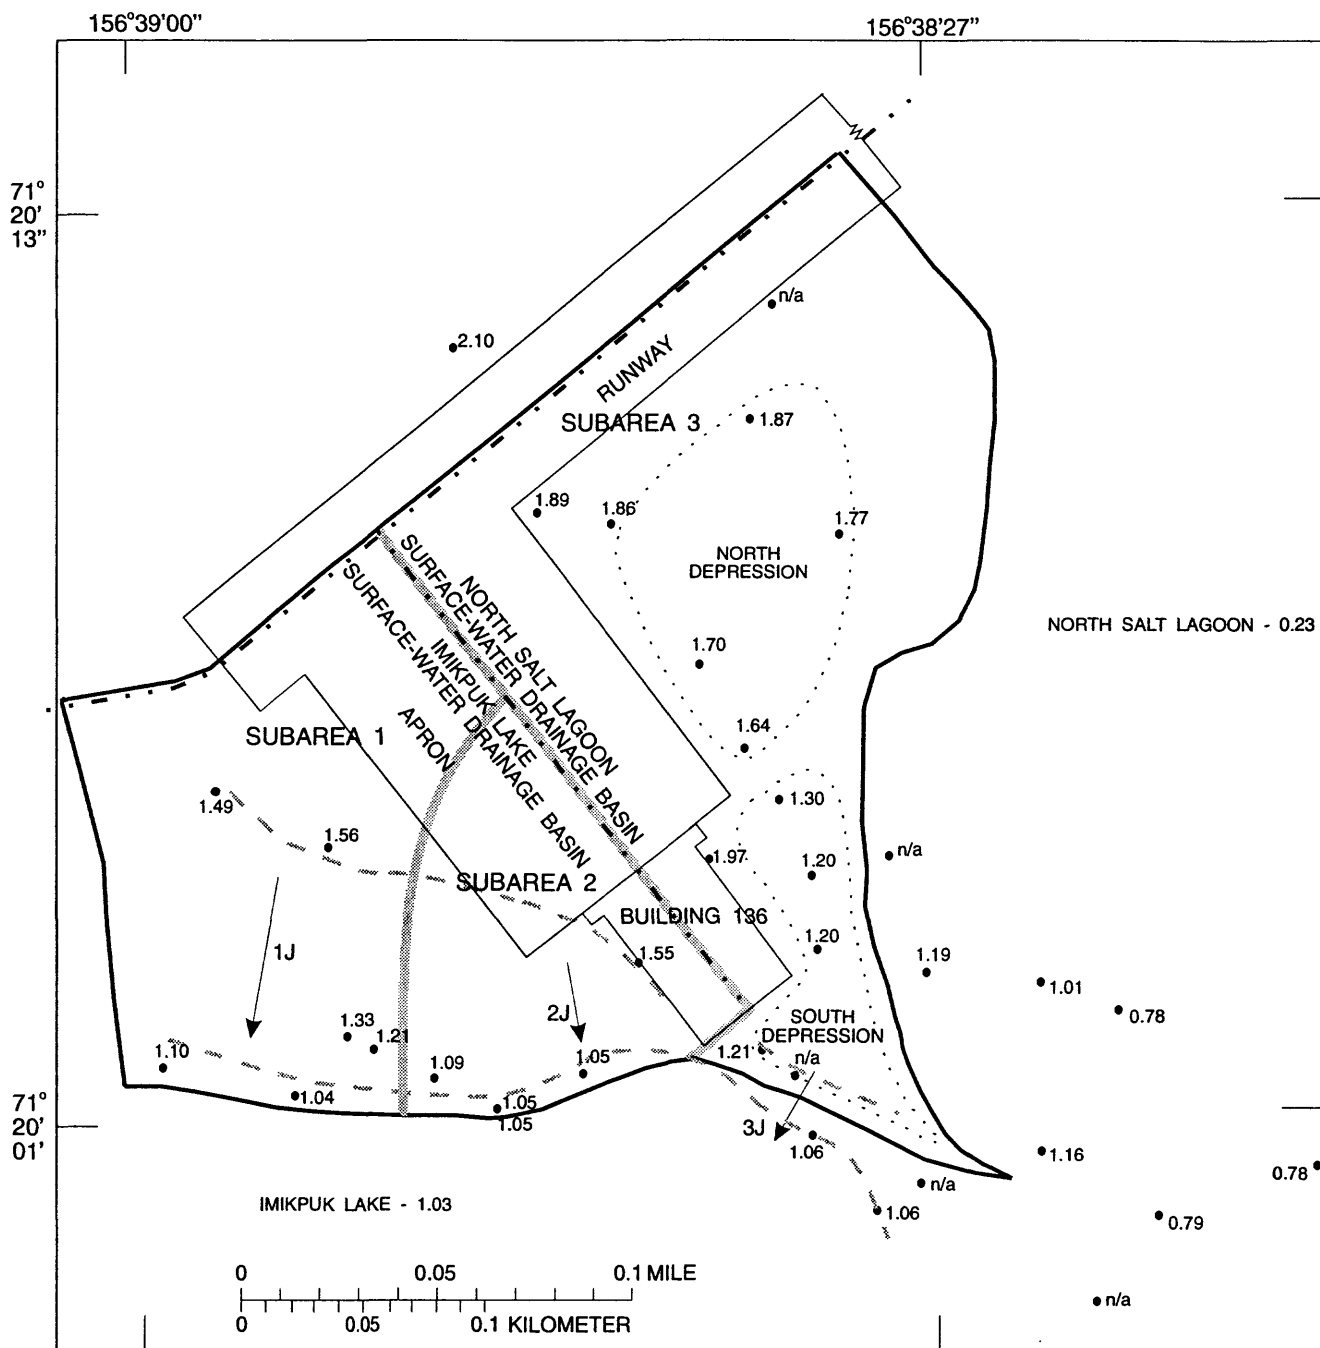 156°39'00"
156°38'27"
71°
20'
13"
n/a
2.10
RUNWAY
SUBAREA 3
1.87
1.89
1.86
1.77
NORTH
DEPRESSION
NORTH SALT LAGOON
SURFACE-WATER DRAINAGE BASIN
IMIKPUK LAKE
SURFACE-WATER DRAINAGE BASIN
NORTH SALT LAGOON - 0.23
1.70
APRON
SUBAREA 1
1.64
1.49
1.30
1.56
n/a
1.97
1.20
SUBAREA 2
BUILDING 136
1J
1.20
1.55
1.19
1.01
2J
0.78
SOUTH
DEPRESSION
1.33
1.21
1.21
n/a
1.10
1.09
1.05
1.04
1.05
1.05
71°
20'
01'
3J
1.06
1.16
0.78
n/a
IMIKPUK LAKE - 1.03
1.06
0.79
0
0.05
0.1 MILE
n/a
0
0.05
0.1 KILOMETER